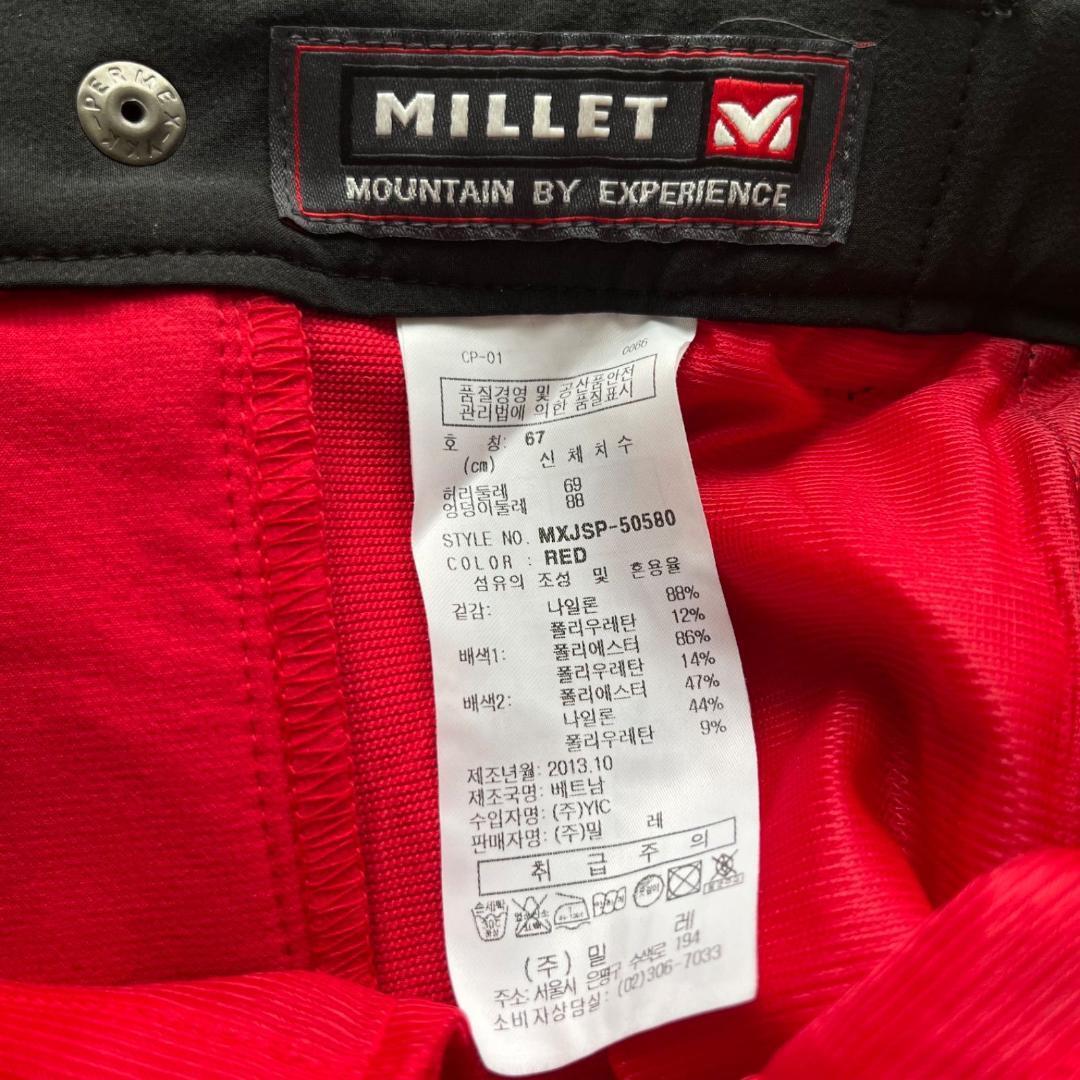 PERMEX
YKK
MILLET
MOUNTAIN BY EXPERIENCE
CP-01 0066
품질경영 및 공산품안전
관리법에 의한 품질표시
호 칭: 67
(cm) 신 체 치 수
허리둘레 69
엉덩이둘레 88
STYLE NO. MXJSP-50580
COLOR : RED
섬유의 조성 및 혼용율
겉감: 나일론 88%
폴리우레탄 12%
배색1: 폴리에스터 86%
폴리우레탄 14%
배색2: 폴리에스터 47%
나일론 44%
폴리우레탄 9%
제조년월: 2013.10
제조국명: 베트남
수입자명: (주)YIC
판매자명: (주)밀 레
취 급 주 의
손세탁
(주) 밀 레
주소: 서울시 은평구 수색로 194
소비자상담실: (02)306-7033